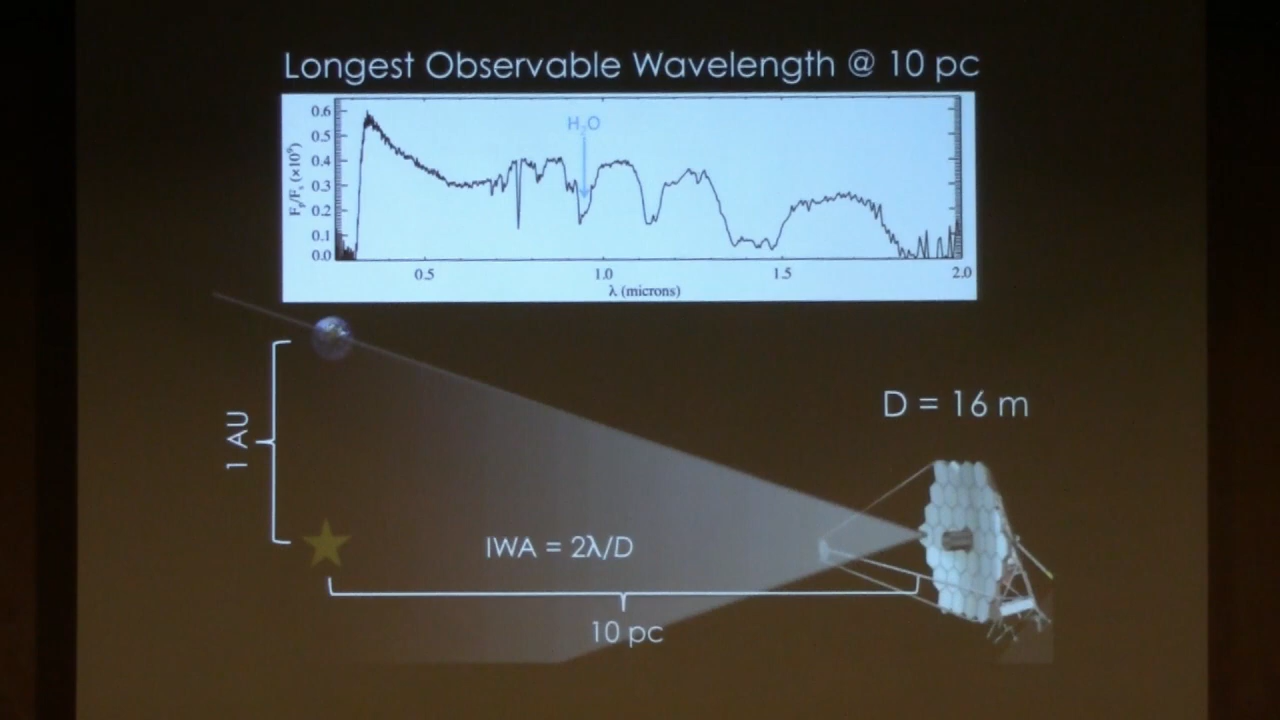 Longest Observable Wavelength @ 10 pc
H₂O
0.6
0.5
0.4
0.3
0.2
0.1
0.0
0.5 1.0 1.5 2.0
λ (microns)
1 AU
D = 16 m
IWA = 2λ/D
10 pc